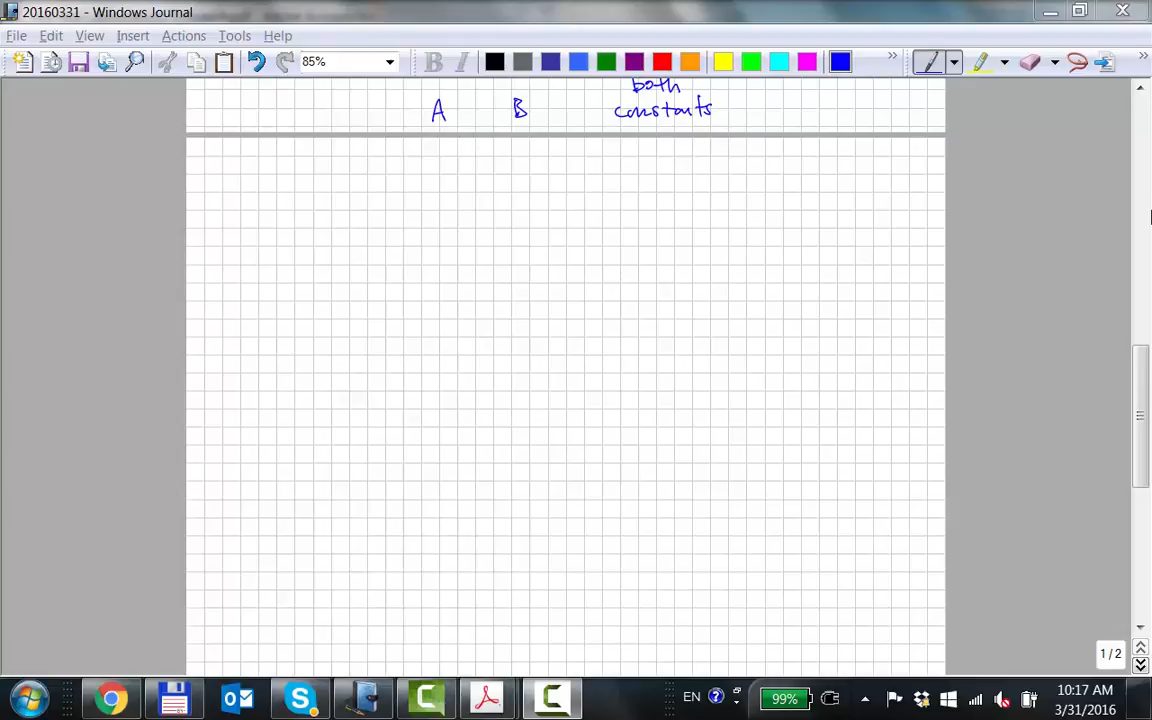 20160331 - Windows Journal
File Edit View Insert Actions Tools Help
85% B I
both
A B constants
1 / 2
EN 99% 10:17 AM
3/31/2016